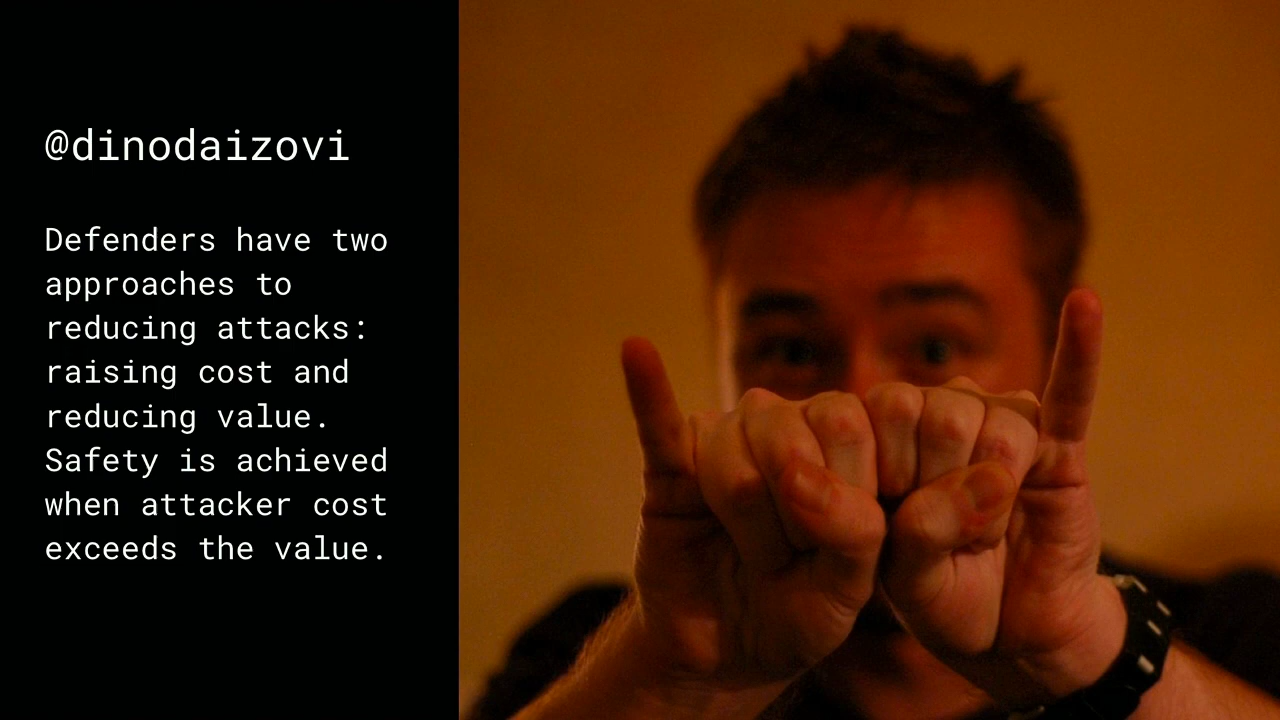 @dinodaizovi
Defenders have two
approaches to
reducing attacks:
raising cost and
reducing value.
Safety is achieved
when attacker cost
exceeds the value.